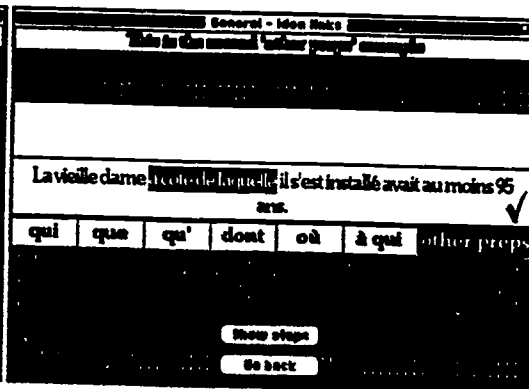 General - Idea links
This is the second 'other preps' example
La vieille dame à côté de laquelle il s'est installé avait au moins 95
ans.
qui que qu' dont où à qui other preps
Show steps
Go back